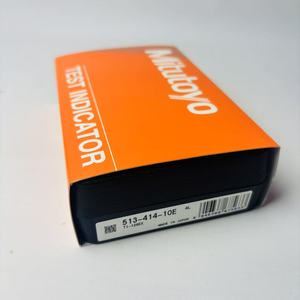 Mitutoyo
TEST INDICATOR
513-414-10E
MADE IN JAPAN